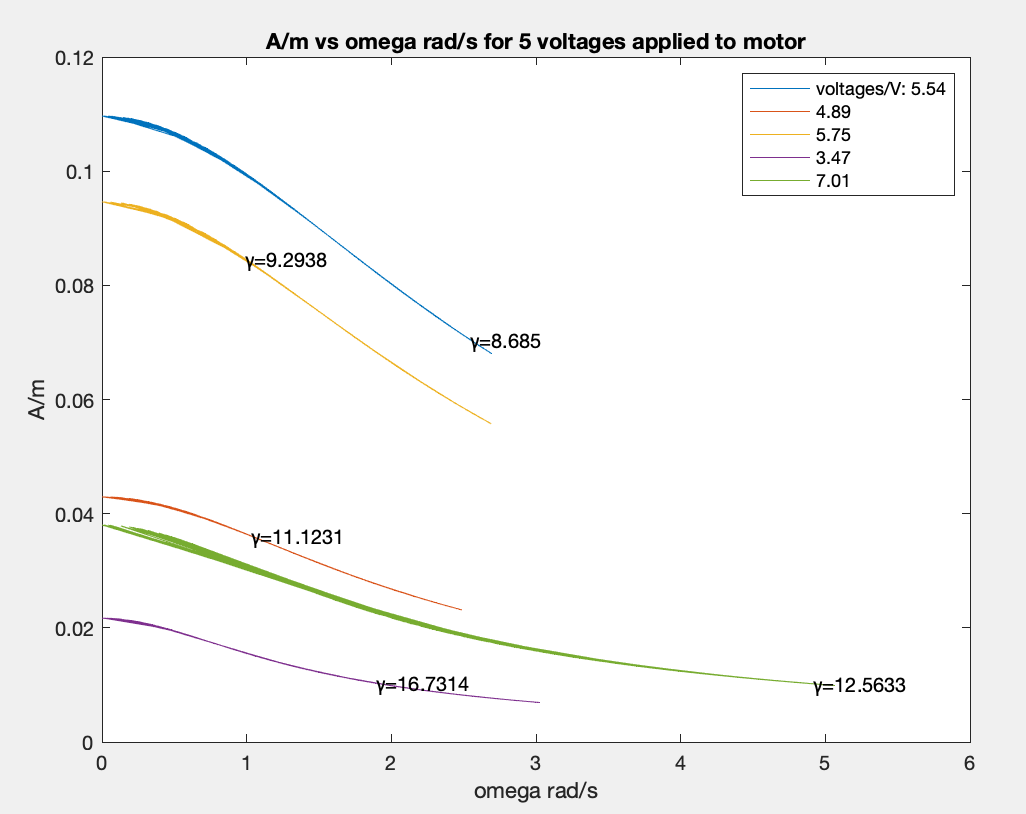 A/m vs omega rad/s for 5 voltages applied to motor
voltages/V: 5.54
4.89
5.75
3.47
7.01
0.12
0.1
0.08
0.06
0.04
0.02
0
A/m
γ=9.2938
γ=8.685
γ=11.1231
γ=16.7314
γ=12.5633
0 1 2 3 4 5 6
omega rad/s